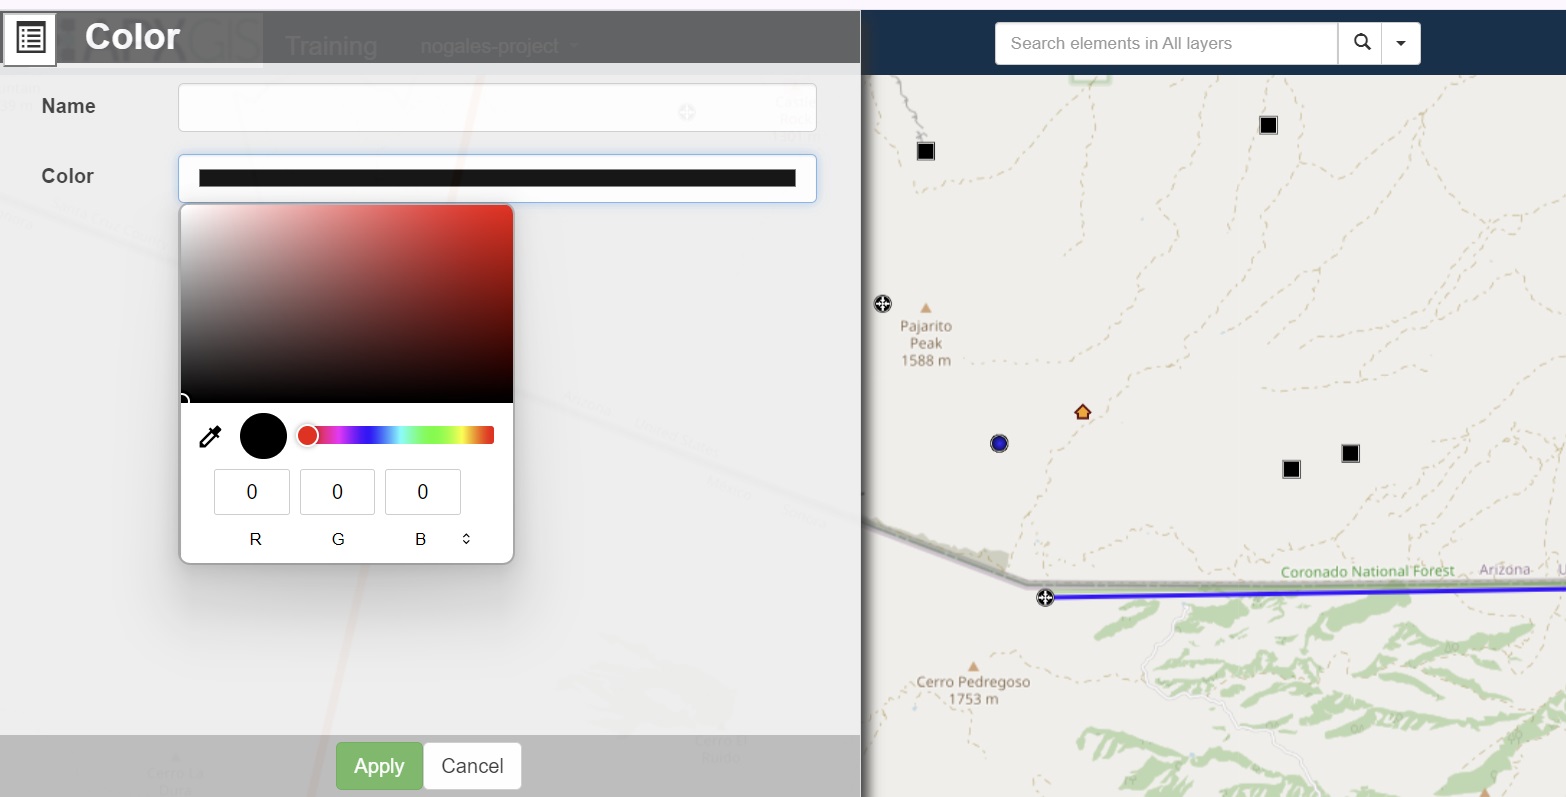 Color
APXGIS
Training
nogales-project
Search elements in All layers
Name
Color
0
0
0
R
G
B
Apply
Cancel
Pajarito
Peak
1588 m
Coronado National Forest
Arizona
U
Cerro Pedregoso
1753 m